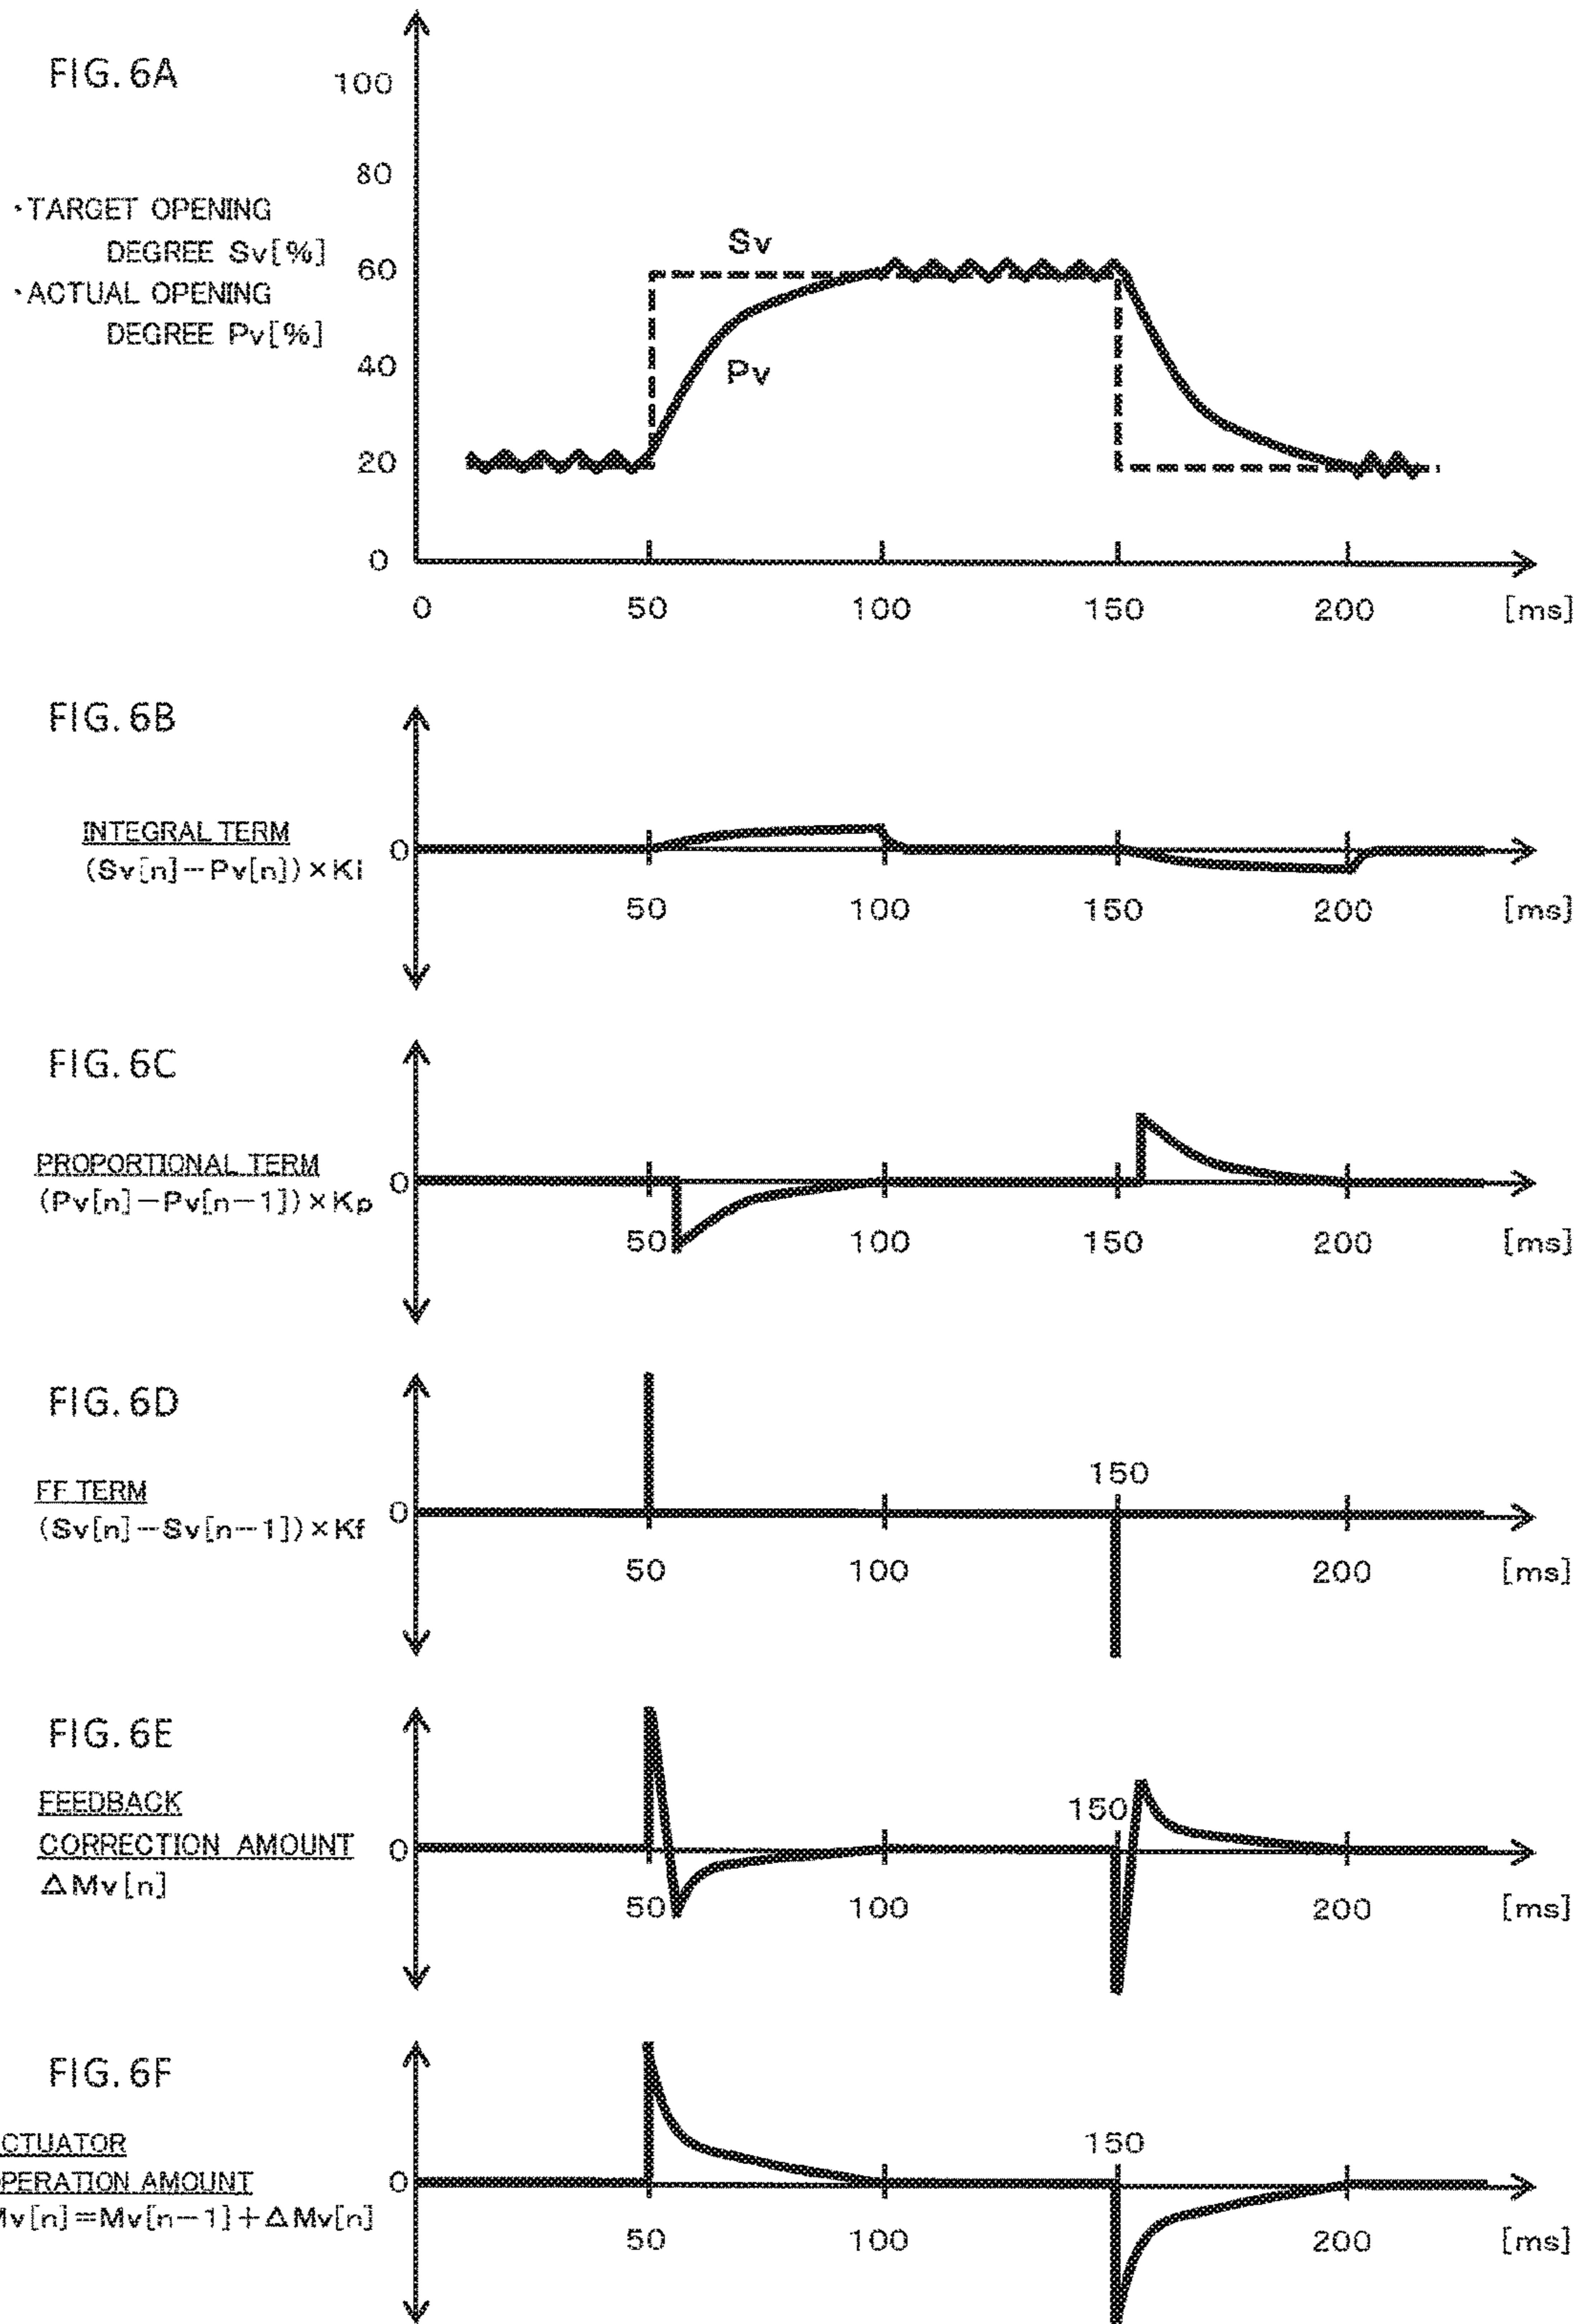 FIG. 6A
100
80
・TARGET OPENING
DEGREE Sv[%]
・ACTUAL OPENING
DEGREE Pv[%]
60
40
20
0
Sv
Pv
0 50 100 150 200 [ms]
FIG. 6B
INTEGRAL TERM
(Sv[n]−Pv[n])×Ki
0
50 100 150 200 [ms]
FIG. 6C
PROPORTIONAL TERM
(Pv[n]−Pv[n−1])×Kp
0
50 100 150 200 [ms]
FIG. 6D
FF TERM
(Sv[n]−Sv[n−1])×Kf
0
150
50 100 200 [ms]
FIG. 6E
FEEDBACK
CORRECTION AMOUNT
ΔMv[n]
0
150
50 100 200 [ms]
FIG. 6F
CTUATOR
PERATION AMOUNT
Mv[n]=Mv[n−1]+ΔMv[n]
0
150
50 100 200 [ms]